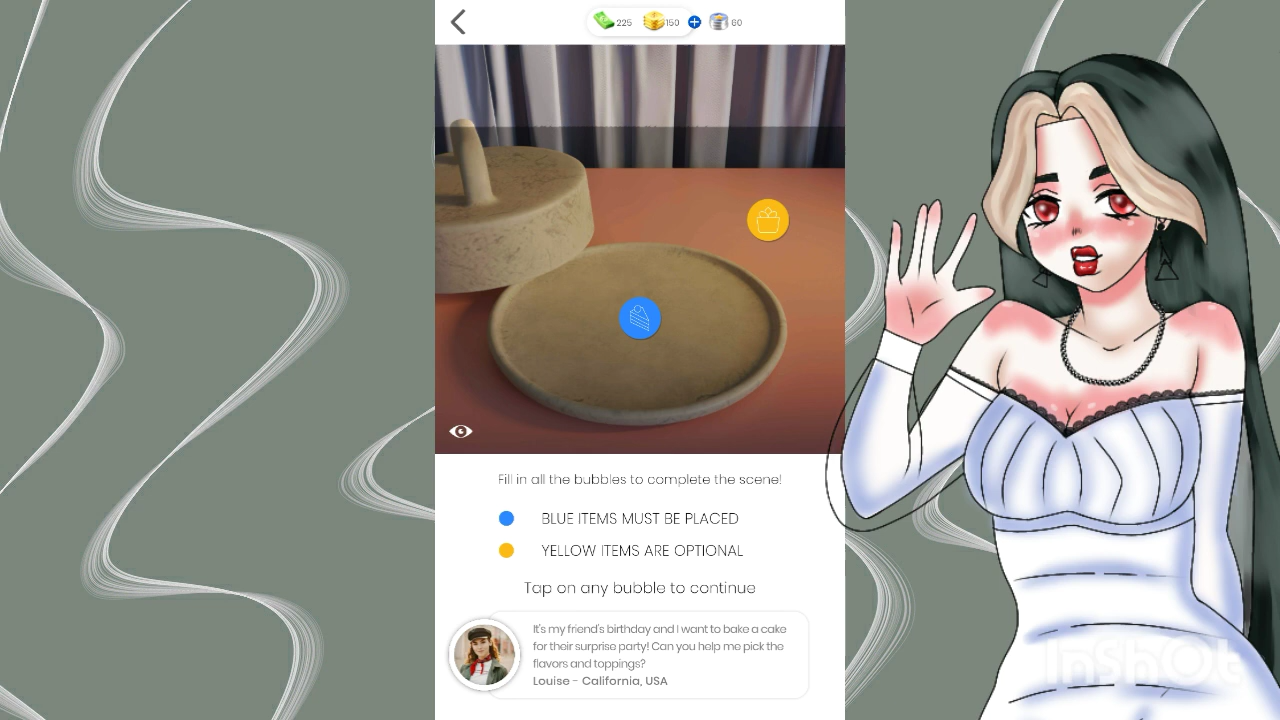 225 150 60
Fill in all the bubbles to complete the scene!
BLUE ITEMS MUST BE PLACED
YELLOW ITEMS ARE OPTIONAL
Tap on any bubble to continue
It's my friend's birthday and I want to bake a cake
for their surprise party! Can you help me pick the
flavors and toppings?
Louise - California, USA
InShOt